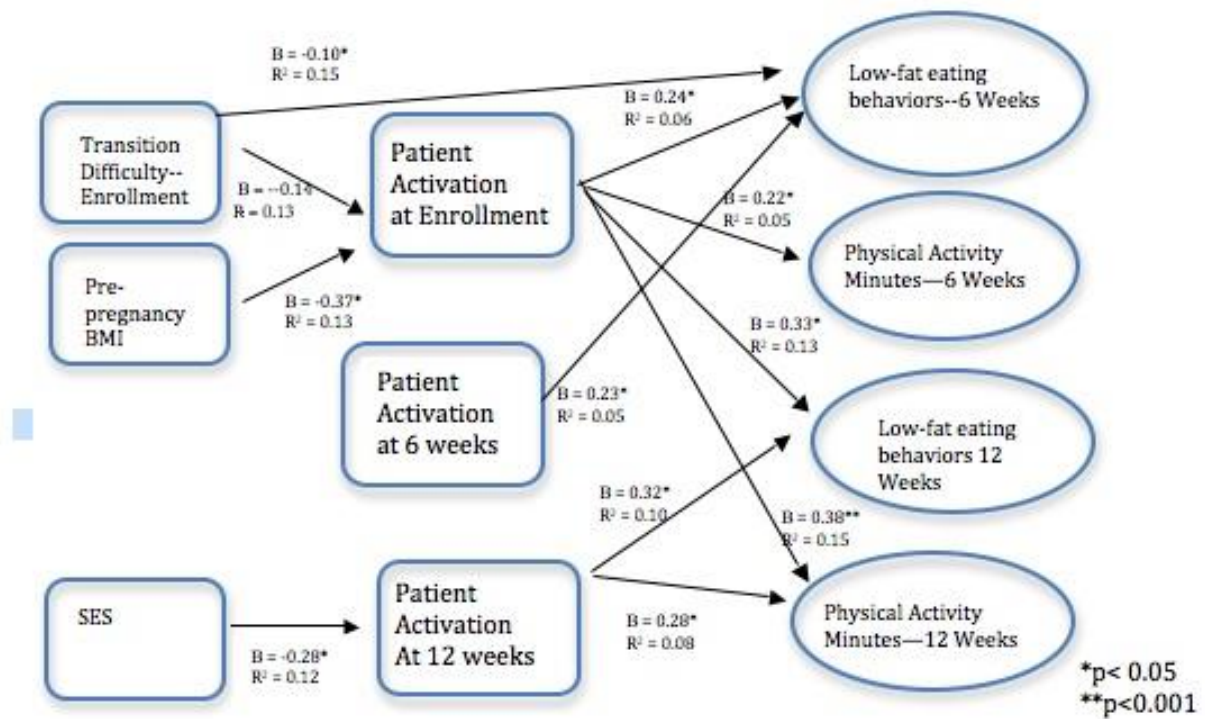 B = -0.10*
R² = 0.15
Low-fat eating
behaviors--6 Weeks
B = 0.24*
R² = 0.06
Transition
Difficulty--
Enrollment
Patient
Activation
at Enrollment
B = --0.14
R = 0.13
B = 0.22*
R² = 0.05
Physical Activity
Minutes—6 Weeks
Pre-
pregnancy
BMI
B = -0.37*
R² = 0.13
B = 0.33*
R² = 0.13
Patient
Activation
at 6 weeks
B = 0.23*
R² = 0.05
Low-fat eating
behaviors 12
Weeks
B = 0.32*
R² = 0.10
B = 0.38**
R² = 0.15
SES
B = -0.28*
R² = 0.12
Patient
Activation
At 12 weeks
B = 0.28*
R² = 0.08
Physical Activity
Minutes—12 Weeks
*p< 0.05
**p<0.001